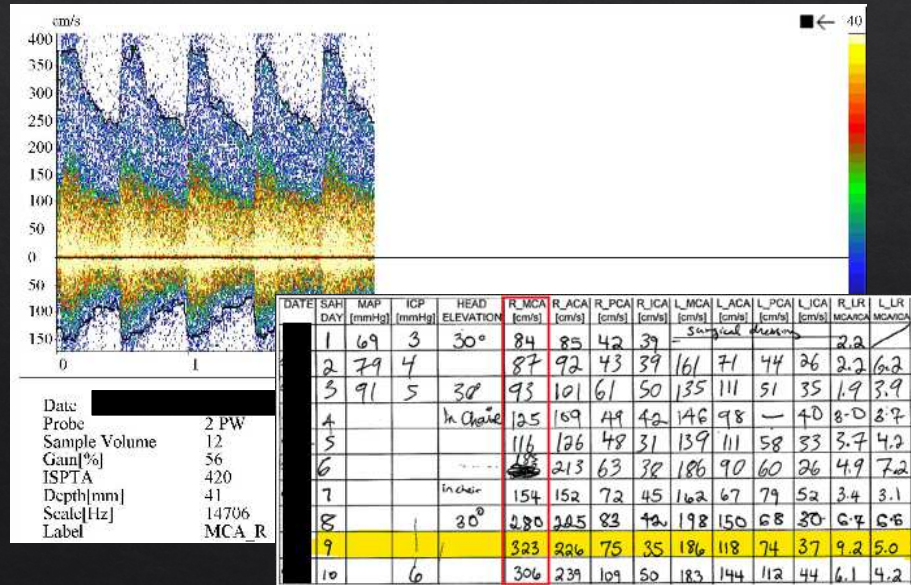 cm/s
40
400
350
300
250
200
150
100
50
0
50
100
150
0 1
Date
Probe 2 PW
Sample Volume 12
Gain[%] 56
ISPTA 420
Depth[mm] 41
Scale[Hz] 14706
Label MCA_R
DATE SAH DAY MAP [mmHg] ICP [mmHg] HEAD ELEVATION R_MCA [cm/s] R_ACA [cm/s] R_PCA [cm/s] R_ICA [cm/s] L_MCA [cm/s] L_ACA [cm/s] L_PCA [cm/s] L_ICA [cm/s] R_LR MCA/ICA L_LR MCA/ICA
1 69 3 30° 84 85 42 39 surgical dressing 2.2
2 79 4 87 92 43 39 161 71 44 26 2.2 6.2
3 91 5 30° 93 101 61 50 135 111 51 35 1.9 3.9
4 In Chair 125 109 49 42 146 98 — 40 3.0 3.7
5 116 126 48 31 139 111 58 33 3.7 4.2
6 185 213 63 38 186 90 60 26 4.9 7.2
7 in chair 154 152 72 45 162 67 79 52 3.4 3.1
8 30° 280 225 83 42 198 150 68 30 6.7 6.6
9 323 226 75 35 186 118 74 37 9.2 5.0
10 6 306 239 109 50 183 144 112 44 6.1 4.2